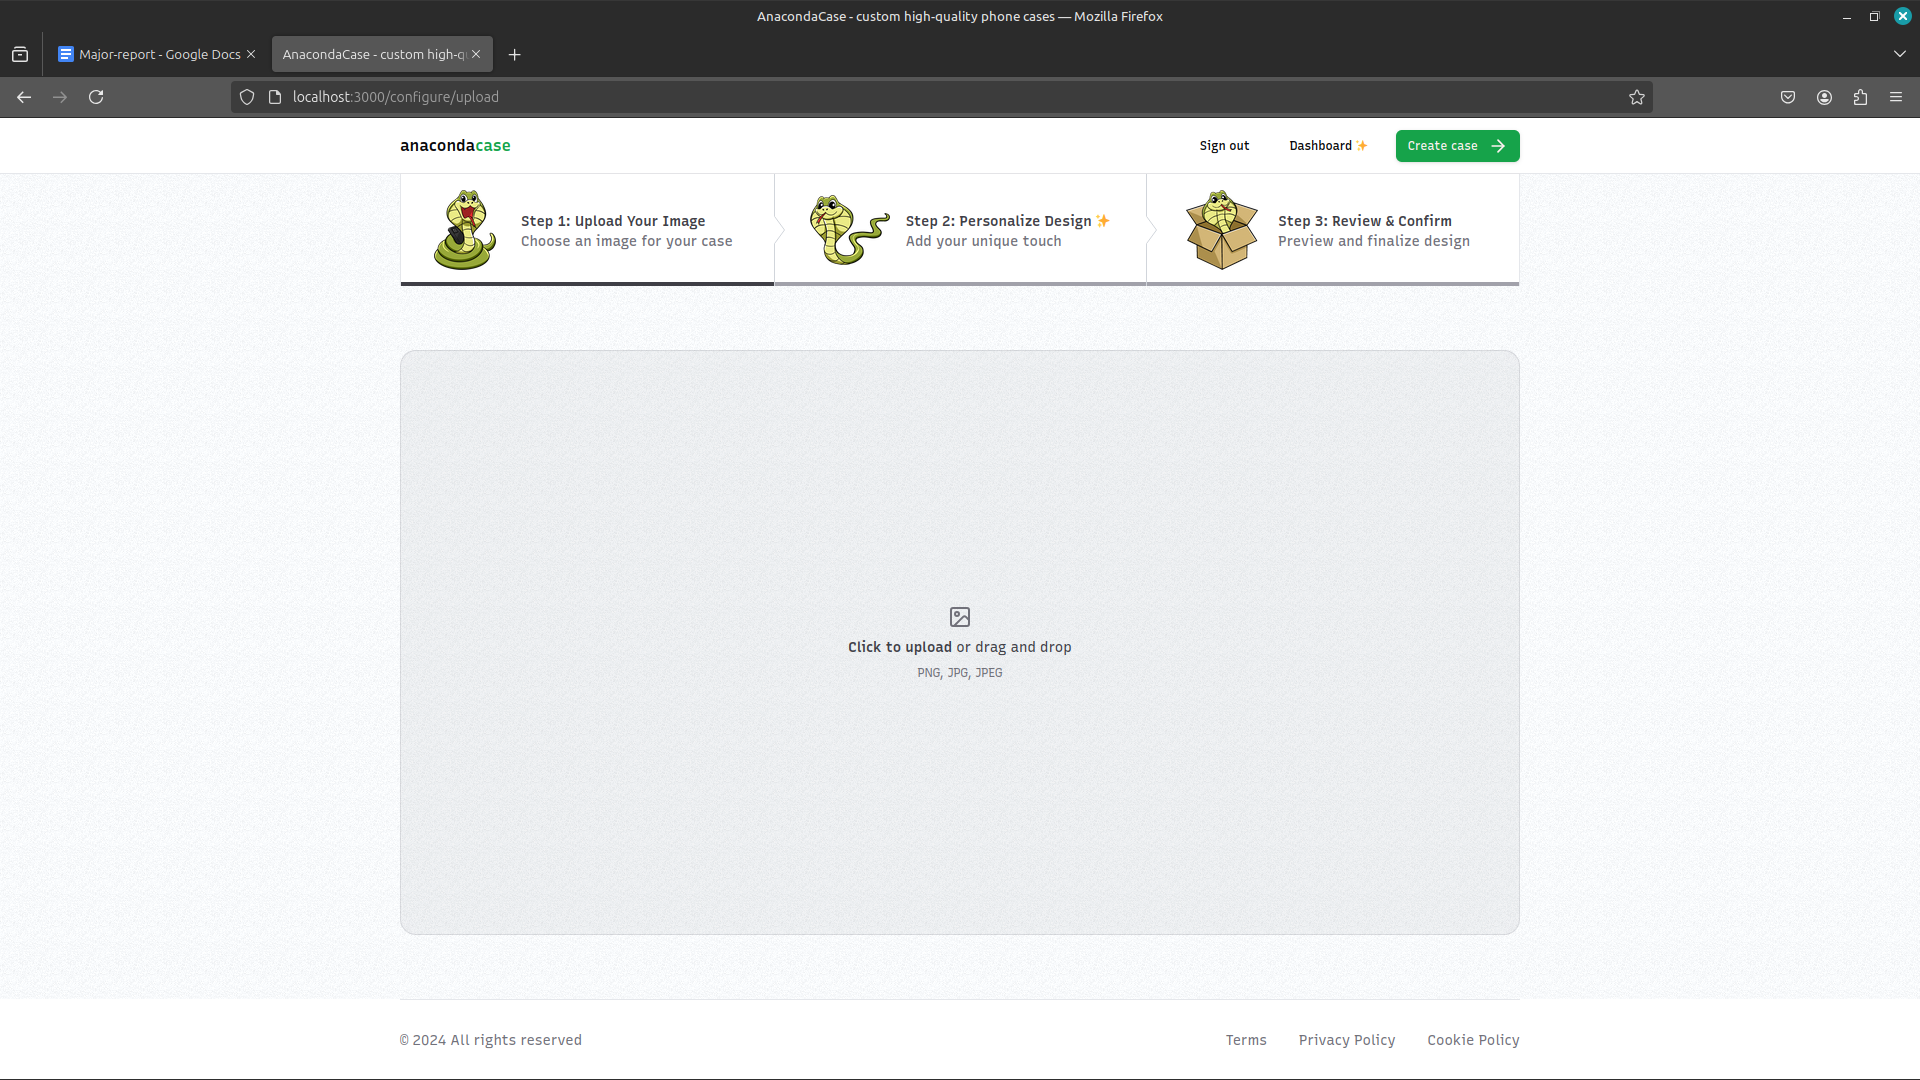 AnacondaCase - custom high-quality phone cases — Mozilla Firefox
Major-report - Google Docs
AnacondaCase - custom high-q
localhost:3000/configure/upload
anacondacase
Sign out
Dashboard ✨
Create case
Step 1: Upload Your Image
Choose an image for your case
Step 2: Personalize Design ✨
Add your unique touch
Step 3: Review & Confirm
Preview and finalize design
Click to upload or drag and drop
PNG, JPG, JPEG
© 2024 All rights reserved
Terms
Privacy Policy
Cookie Policy